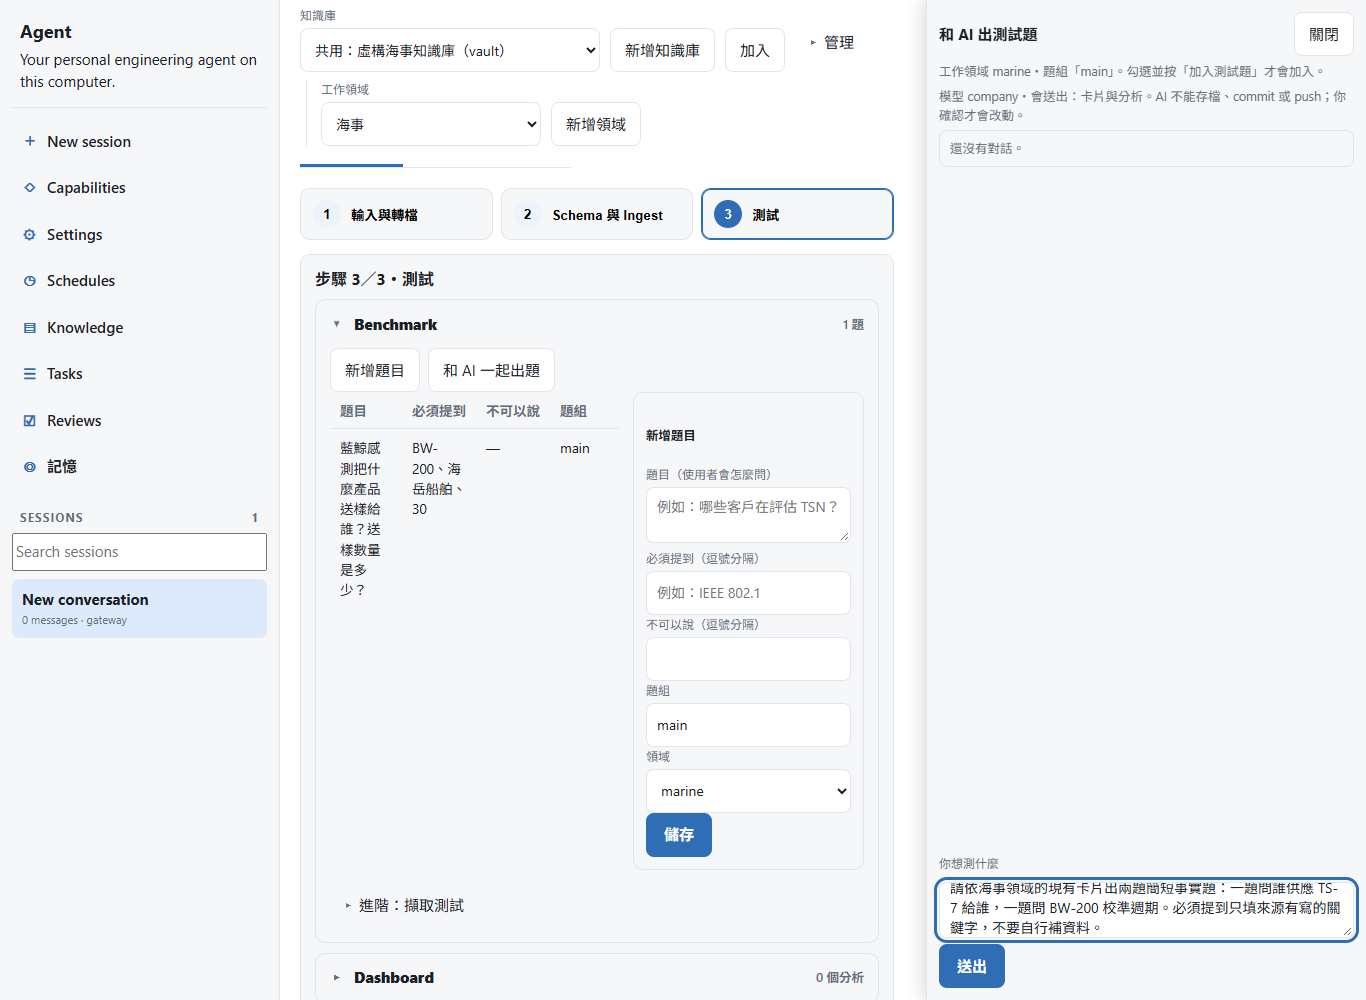 Agent
Your personal engineering agent on
this computer.
+ New session
Capabilities
Settings
Schedules
Knowledge
Tasks
Reviews
記憶
SESSIONS 1
Search sessions
New conversation
0 messages · gateway
知識庫
共用：虛構海事知識庫（vault）
新增知識庫
加入
管理
工作領域
海事
新增領域
1 輸入與轉檔
2 Schema 與 Ingest
3 測試
步驟 3／3・測試
Benchmark 1 題
新增題目
和 AI 一起出題
題目 必須提到 不可以說 題組
藍鯨感 BW- — main
測把什 200、海
麼產品 岳船舶、
送樣給 30
誰？送
樣數量
是多
少？
新增題目
題目（使用者會怎麼問）
例如：哪些客戶在評估 TSN？
必須提到（逗號分隔）
例如：IEEE 802.1
不可以說（逗號分隔）
題組
main
領域
marine
儲存
進階：擷取測試
Dashboard 0 個分析
和 AI 出測試題
關閉
工作領域 marine・題組「main」。勾選並按「加入測試題」才會加入。
模型 company・會送出：卡片與分析。AI 不能存檔、commit 或 push；你
確認才會改動。
還沒有對話。
你想測什麼
請依海事領域的現有卡片出兩題簡短事實題：一題問誰供應 TS-
7 給誰，一題問 BW-200 校準週期。必須提到只填來源有寫的關
鍵字，不要自行補資料。
送出